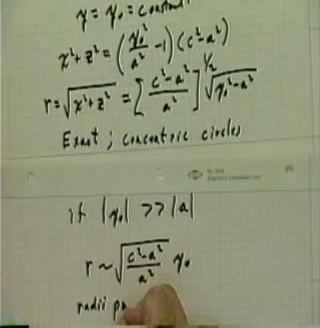 y = y₀ = constant.
x² + z² = (y₀²/a² - 1)(c² - a²)
r = √(x² + z²) = [(c² - a²)/a²]^(1/2) √(y₀² - a²)
Exact ; concentric circles
if |y₀| >> |a|
r ~ √((c² - a²)/a²) y₀
radii